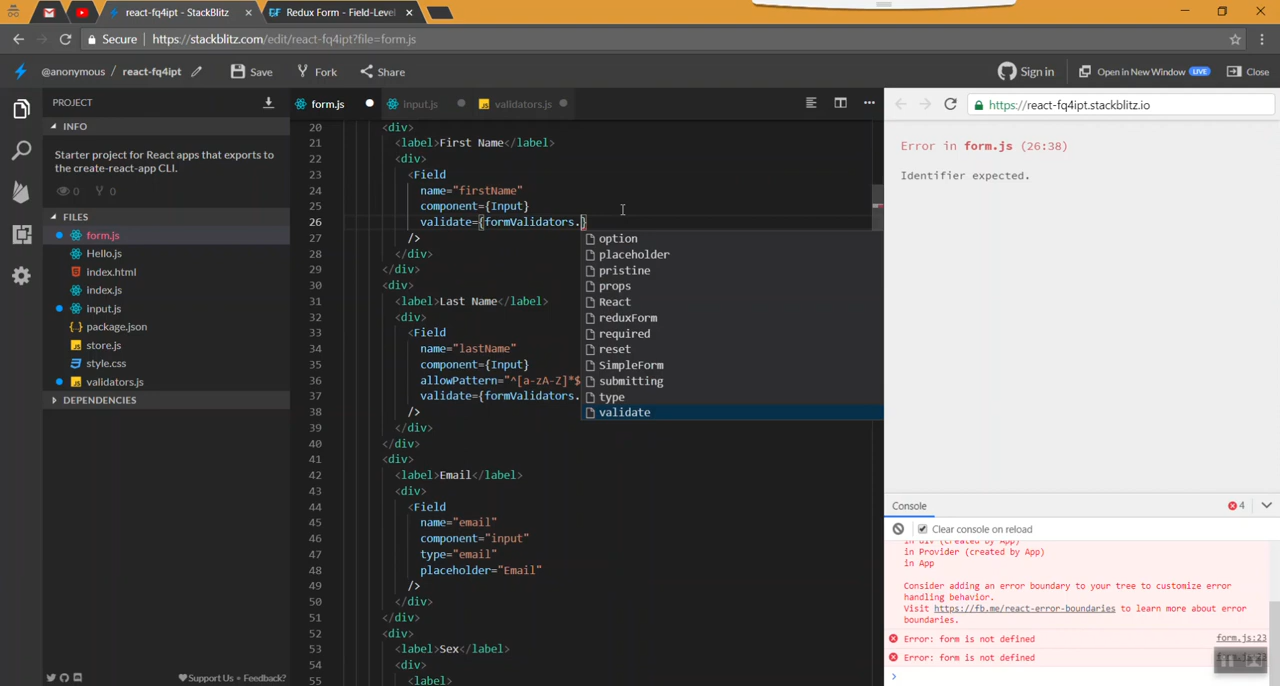 react-fq4ipt - StackBlitz
Redux Form - Field-Level
Secure
https://stackblitz.com/edit/react-fq4ipt?file=form.js
@anonymous / react-fq4ipt
Save
Fork
Share
Sign in
Open in New Window LIVE
Close
PROJECT
INFO
Starter project for React apps that exports to
the create-react-app CLI.
0
0
FILES
form.js
Hello.js
index.html
index.js
input.js
package.json
store.js
style.css
validators.js
DEPENDENCIES
Support Us • Feedback?
form.js
input.js
validators.js
20 <div>
21 <label>First Name</label>
22 <div>
23 <Field
24 name="firstName"
25 component={Input}
26 validate={formValidators.}
27 />
28 </div>
29 </div>
30 <div>
31 <label>Last Name</label>
32 <div>
33 <Field
34 name="lastName"
35 component={Input}
36 allowPattern="^[a-zA-Z]*$
37 validate={formValidators.
38 />
39 </div>
40 </div>
41 <div>
42 <label>Email</label>
43 <div>
44 <Field
45 name="email"
46 component="input"
47 type="email"
48 placeholder="Email"
49 />
50 </div>
51 </div>
52 <div>
53 <label>Sex</label>
54 <div>
55 <label>
option
placeholder
pristine
props
React
reduxForm
required
reset
SimpleForm
submitting
type
validate
https://react-fq4ipt.stackblitz.io
Error in form.js (26:38)
Identifier expected.
Console
4
Clear console on reload
in div (created by App)
in Provider (created by App)
in App
Consider adding an error boundary to your tree to customize error
handling behavior.
Visit https://fb.me/react-error-boundaries to learn more about error
boundaries.
Error: form is not defined
form.js:23
Error: form is not defined